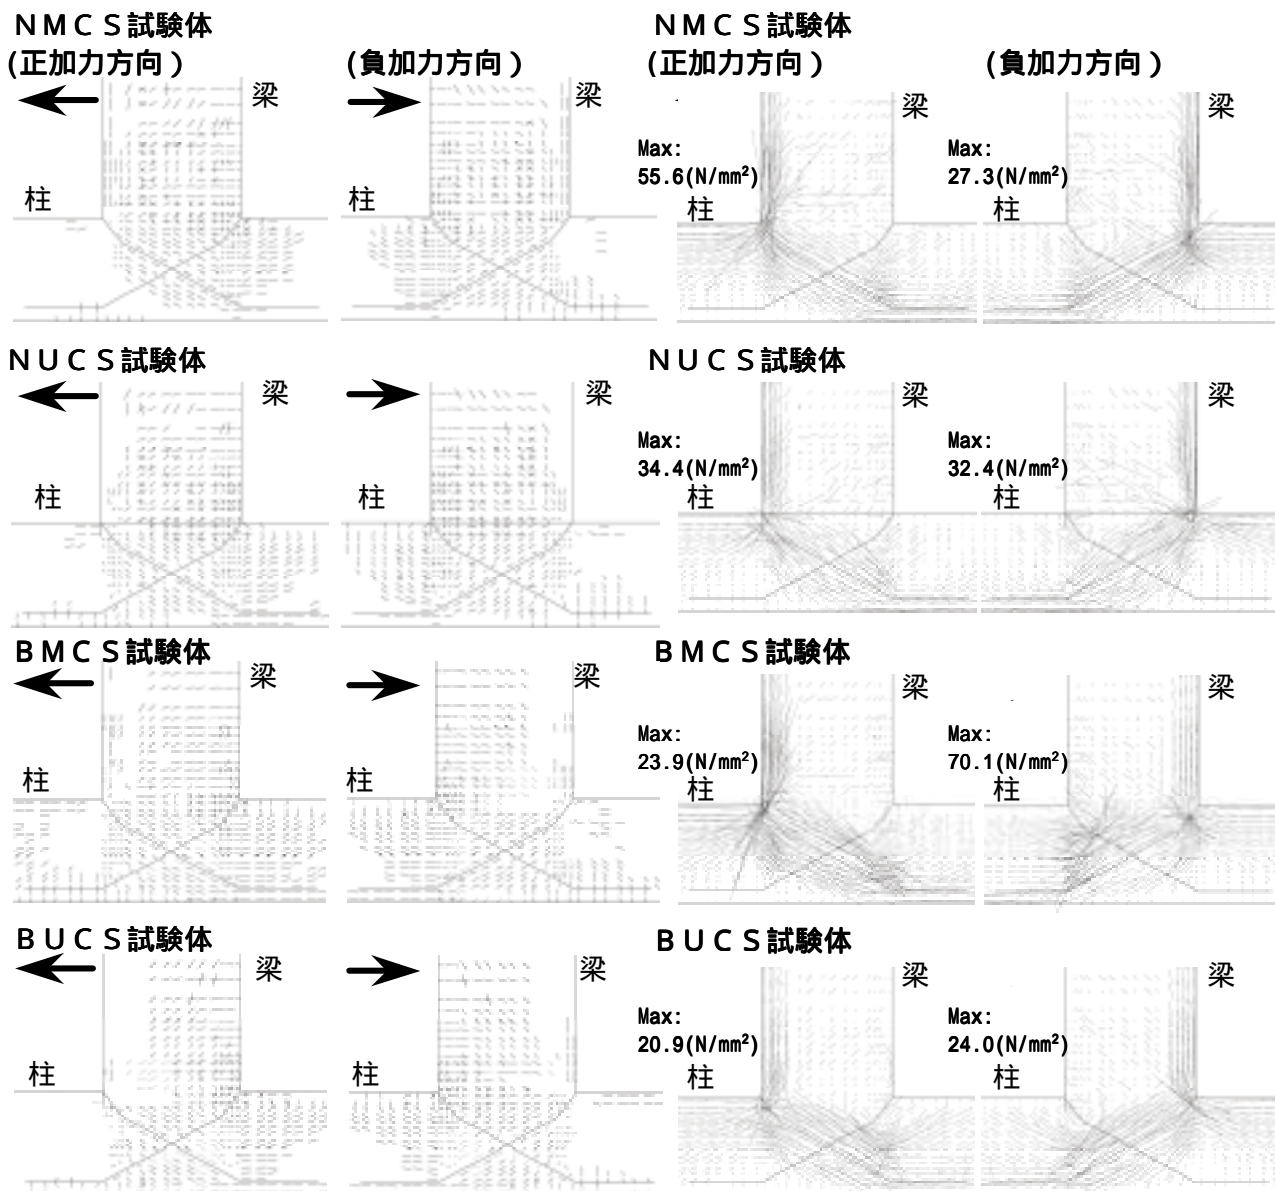 ＮＭＣＳ試験体
(正加力方向)
(負加力方向)
梁
梁
柱
柱
ＮＭＣＳ試験体
(正加力方向)
(負加力方向)
梁
梁
Max:
55.6(N/mm²)
柱
Max:
27.3(N/mm²)
柱
ＮＵＣＳ試験体
梁
梁
柱
柱
ＮＵＣＳ試験体
梁
梁
Max:
34.4(N/mm²)
柱
Max:
32.4(N/mm²)
柱
ＢＭＣＳ試験体
梁
梁
柱
柱
ＢＭＣＳ試験体
梁
梁
Max:
23.9(N/mm²)
柱
Max:
70.1(N/mm²)
柱
ＢＵＣＳ試験体
梁
梁
柱
柱
ＢＵＣＳ試験体
梁
梁
Max:
20.9(N/mm²)
柱
Max:
24.0(N/mm²)
柱